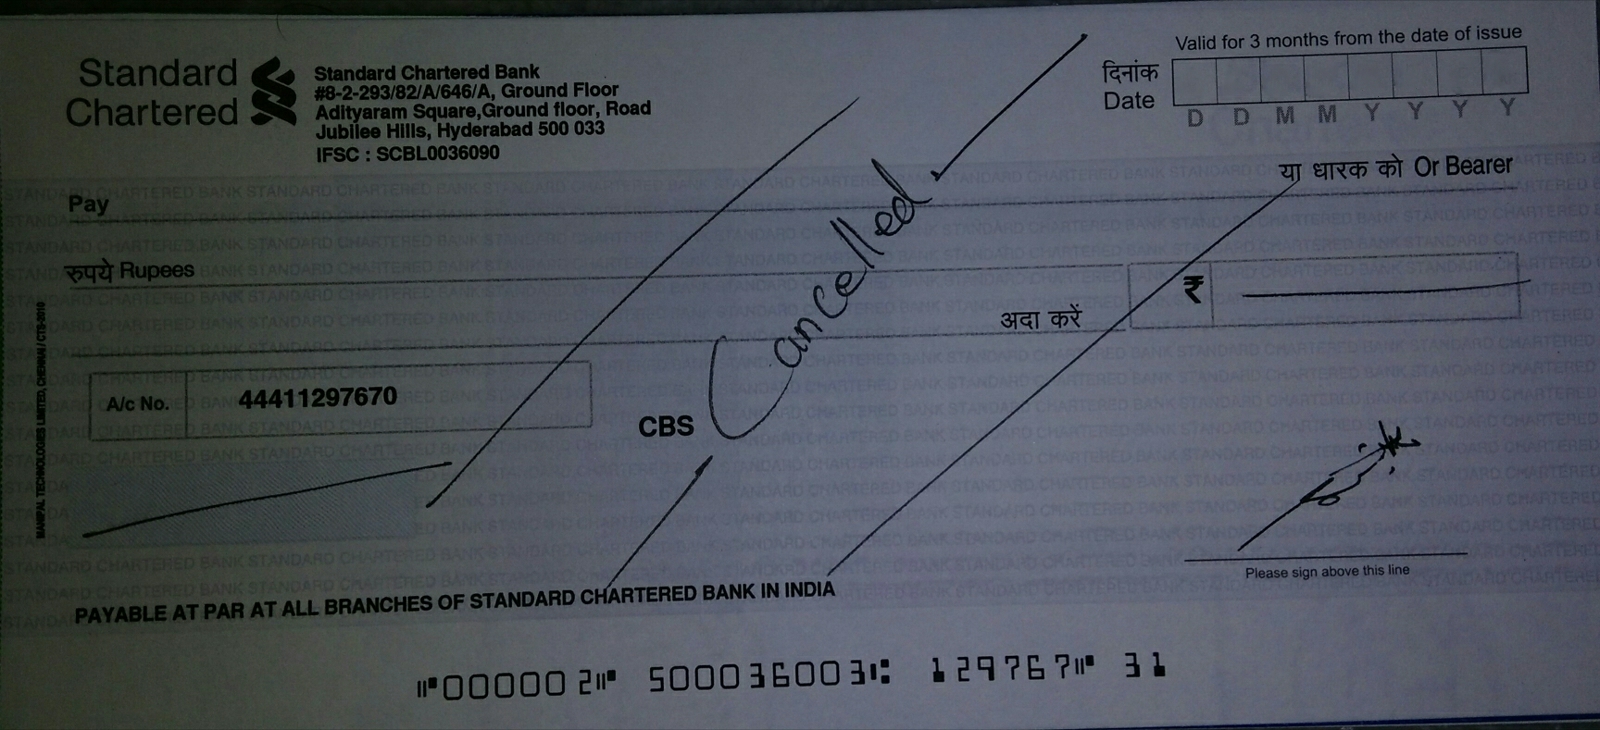 Standard
Chartered
Standard Chartered Bank
#8-2-293/82/A/646/A, Ground Floor
Adityaram Square,Ground floor, Road
Jubilee Hills, Hyderabad 500 033
IFSC : SCBL0036090
Valid for 3 months from the date of issue
दिनांक
Date
D D M M Y Y Y Y
Pay
या धारक को Or Bearer
रुपये Rupees
अदा करें
₹
Cancelled
A/c No. 44411297670
CBS
MANIPAL TECHNOLOGIES LIMITED, CHENNAI / CTS-2010
Please sign above this line
PAYABLE AT PAR AT ALL BRANCHES OF STANDARD CHARTERED BANK IN INDIA
⑈000002⑈ 500036003⑆ 129767⑈ 31